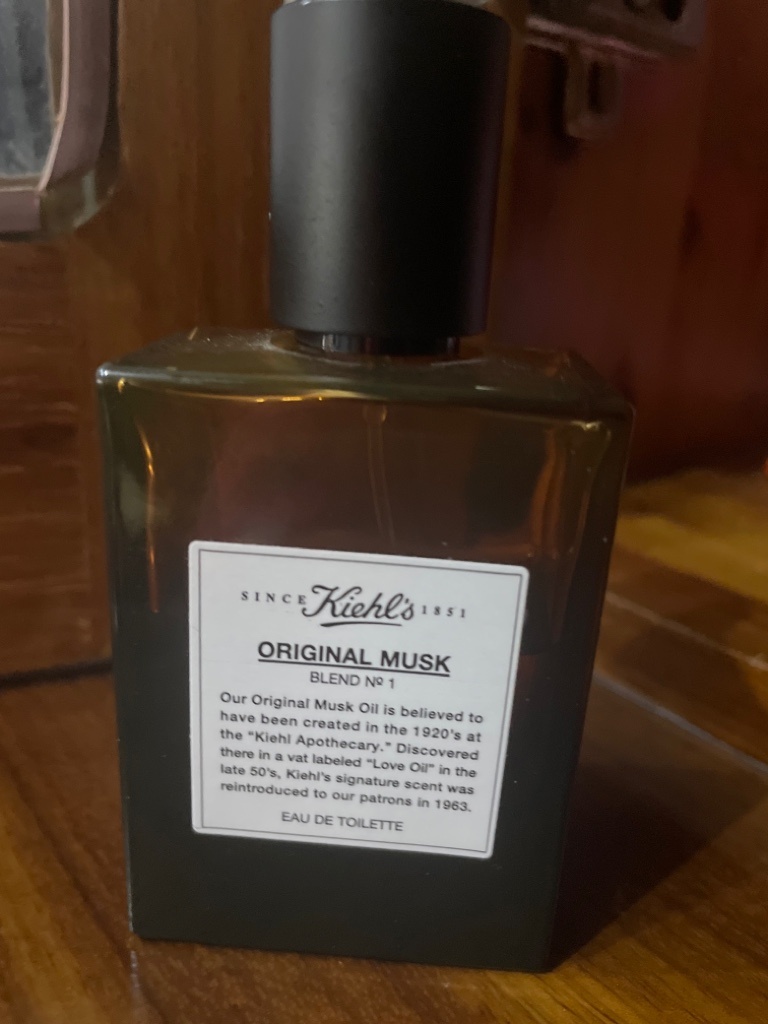 SINCE Kiehl's 1851
ORIGINAL MUSK
BLEND Nº 1
Our Original Musk Oil is believed to
have been created in the 1920's at
the “Kiehl Apothecary.” Discovered
there in a vat labeled “Love Oil” in the
late 50's, Kiehl's signature scent was
reintroduced to our patrons in 1963.
EAU DE TOILETTE